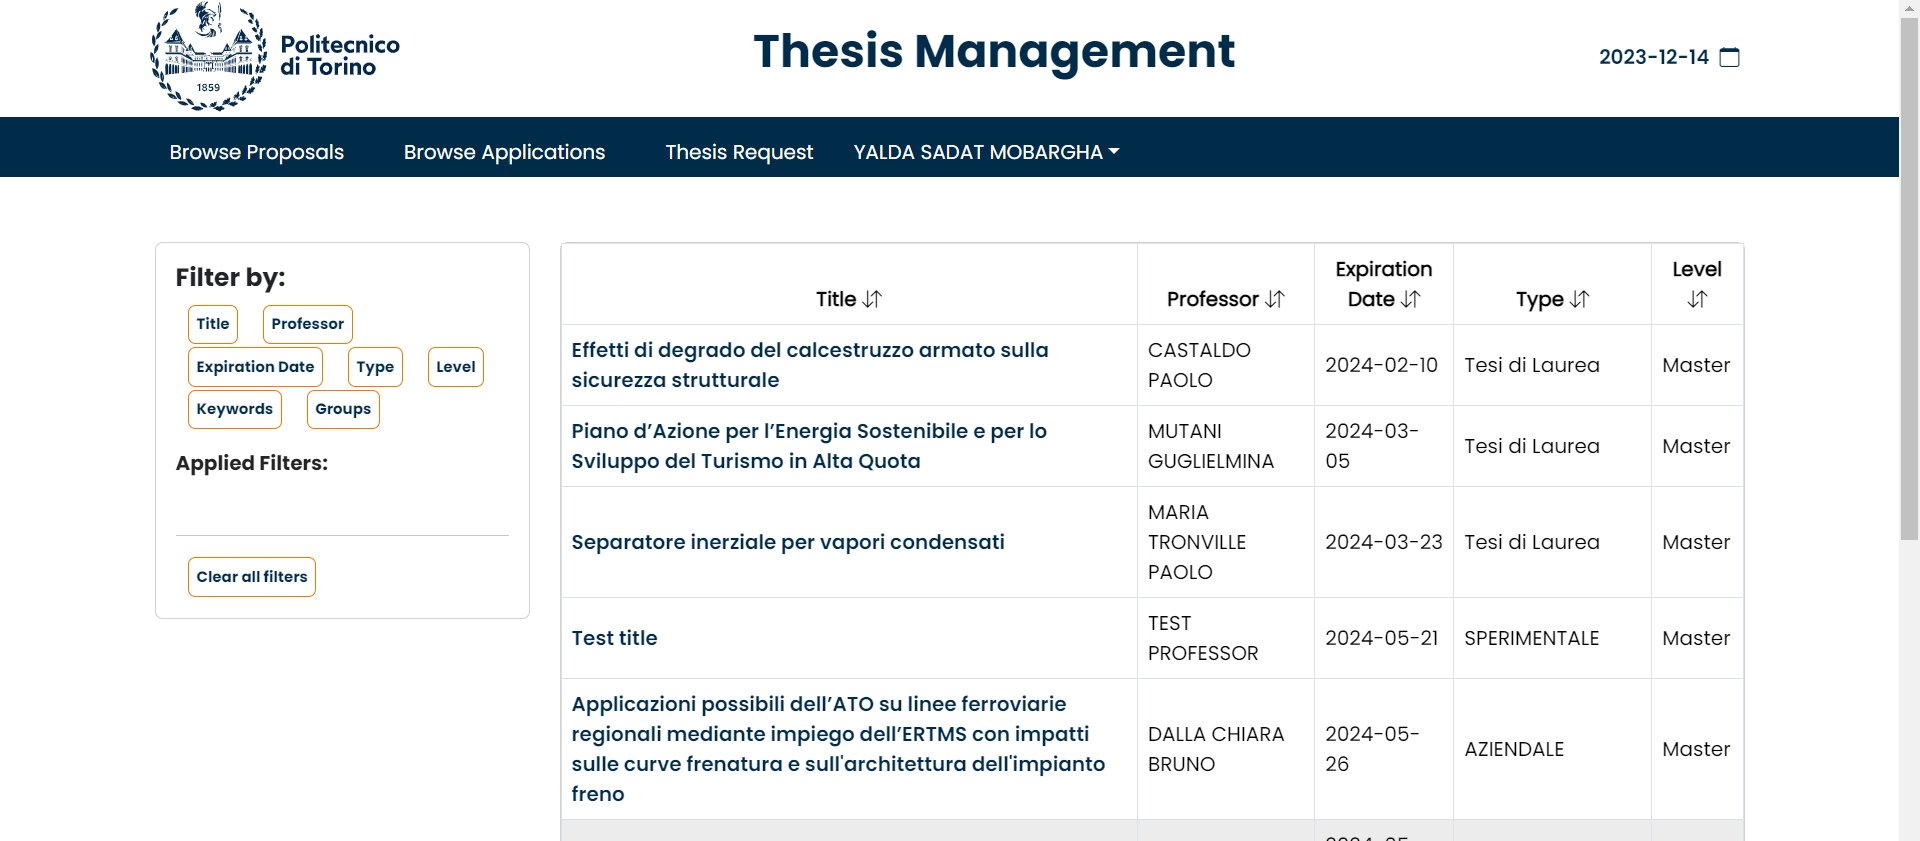 1859
Politecnico
di Torino
Thesis Management
2023-12-14
Browse Proposals
Browse Applications
Thesis Request
YALDA SADAT MOBARGHA
Filter by:
Title
Professor
Expiration Date
Type
Level
Keywords
Groups
Applied Filters:
Clear all filters
Title
Professor
Expiration
Date
Type
Level
Effetti di degrado del calcestruzzo armato sulla
sicurezza strutturale
CASTALDO
PAOLO
2024-02-10
Tesi di Laurea
Master
Piano d’Azione per l’Energia Sostenibile e per lo
Sviluppo del Turismo in Alta Quota
MUTANI
GUGLIELMINA
2024-03-
05
Tesi di Laurea
Master
Separatore inerziale per vapori condensati
MARIA
TRONVILLE
PAOLO
2024-03-23
Tesi di Laurea
Master
Test title
TEST
PROFESSOR
2024-05-21
SPERIMENTALE
Master
Applicazioni possibili dell’ATO su linee ferroviarie
regionali mediante impiego dell’ERTMS con impatti
sulle curve frenatura e sull'architettura dell'impianto
freno
DALLA CHIARA
BRUNO
2024-05-
26
AZIENDALE
Master